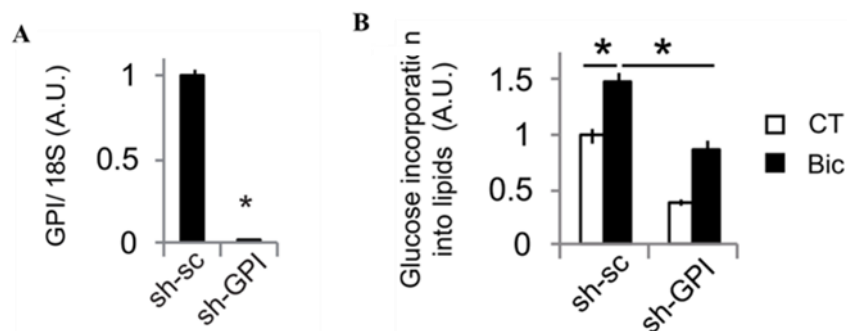 A
GPI/ 18S (A.U.)
1
0.5
0
*
sh-sc
sh-GPI
B
Glucose incorporation
into lipids (A.U.)
1.5
1
0.5
0
*
*
sh-sc
sh-GPI
CT
Bic